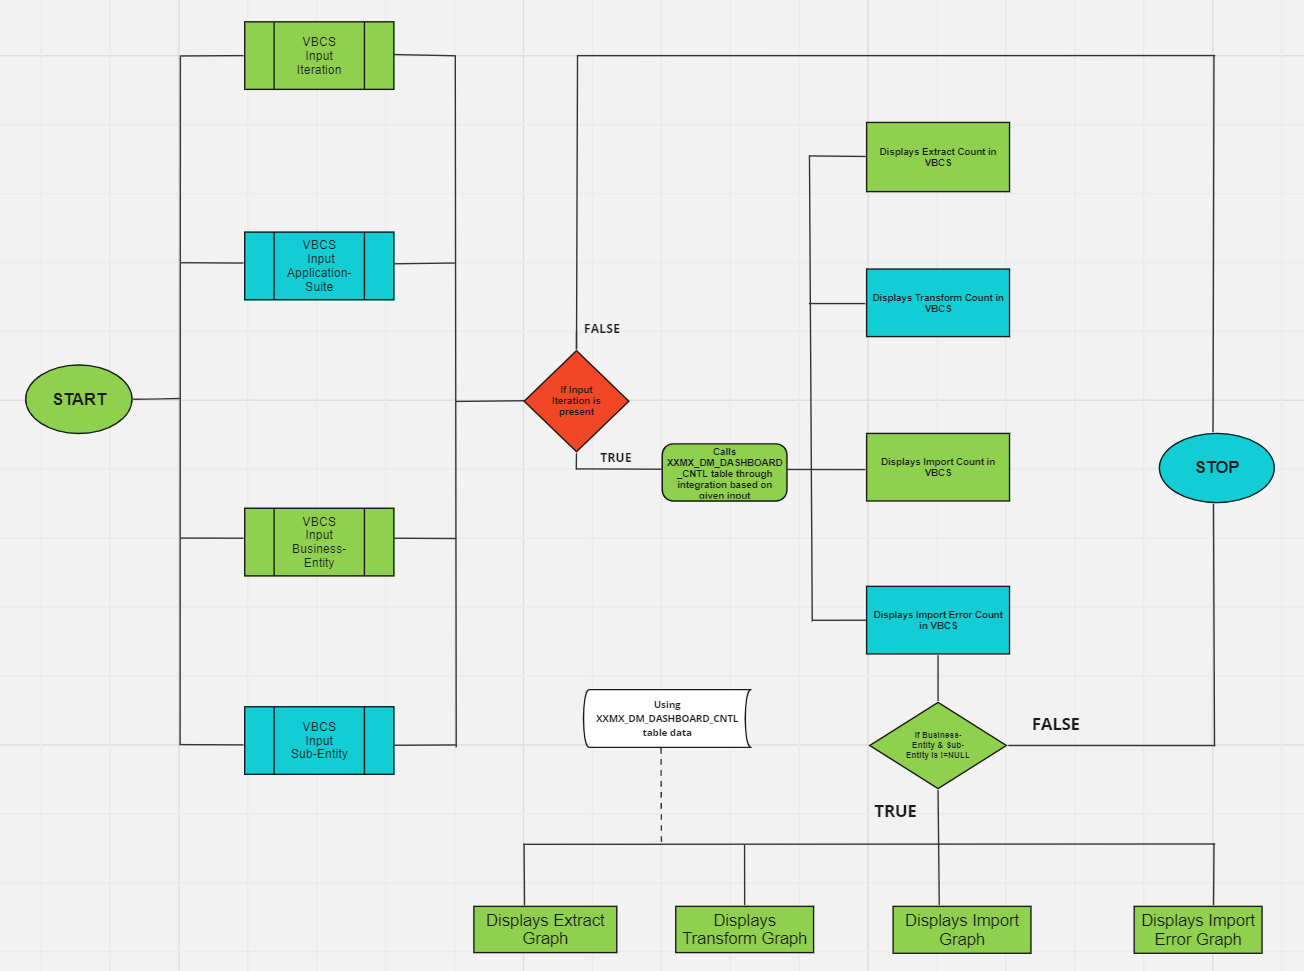 VBCS
Input
Iteration
VBCS
Input
Application-
Suite
START
VBCS
Input
Business-
Entity
VBCS
Input
Sub-Entity
FALSE
If Input
Iteration is
present
TRUE
Calls
XXMX_DM_DASHBOARD
_CNTL table through
integration based on
given input
Displays Extract Count in
VBCS
Displays Transform Count in
VBCS
Displays Import Count in
VBCS
Displays Import Error Count
in VBCS
STOP
If Business-
Entity & Sub-
Entity is !=NULL
FALSE
TRUE
Using
XXMX_DM_DASHBOARD_CNTL
table data
Displays Extract
Graph
Displays
Transform Graph
Displays Import
Graph
Displays Import
Error Graph